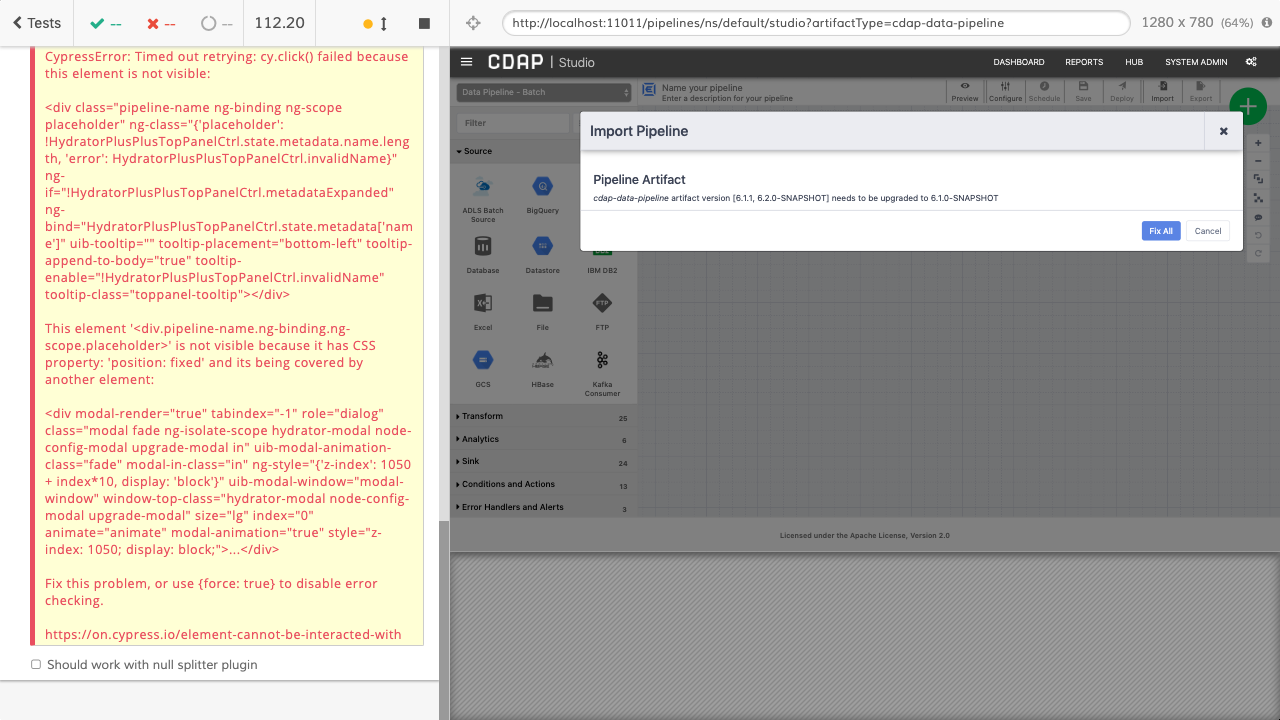 Tests
--
--
--
112.20
http://localhost:11011/pipelines/ns/default/studio?artifactType=cdap-data-pipeline
1280 x 780 (64%)
CypressError: Timed out retrying: cy.click() failed because
this element is not visible:
<div class="pipeline-name ng-binding ng-scope
placeholder" ng-class="{'placeholder':
!HydratorPlusPlusTopPanelCtrl.state.metadata.name.leng
th, 'error': HydratorPlusPlusTopPanelCtrl.invalidName}"
ng-
if="!HydratorPlusPlusTopPanelCtrl.metadataExpanded"
ng-
bind="HydratorPlusPlusTopPanelCtrl.state.metadata['nam
e']" uib-tooltip="" tooltip-placement="bottom-left" tooltip-
append-to-body="true" tooltip-
enable="!HydratorPlusPlusTopPanelCtrl.invalidName"
tooltip-class="toppanel-tooltip"></div>
This element '<div.pipeline-name.ng-binding.ng-
scope.placeholder>' is not visible because it has CSS
property: 'position: fixed' and its being covered by
another element:
<div modal-render="true" tabindex="-1" role="dialog"
class="modal fade ng-isolate-scope hydrator-modal node-
config-modal upgrade-modal in" uib-modal-animation-
class="fade" modal-in-class="in" ng-style="{'z-index': 1050
+ index*10, display: 'block'}" uib-modal-window="modal-
window" window-top-class="hydrator-modal node-config-
modal upgrade-modal" size="lg" index="0"
animate="animate" modal-animation="true" style="z-
index: 1050; display: block;">...</div>
Fix this problem, or use {force: true} to disable error
checking.
https://on.cypress.io/element-cannot-be-interacted-with
Should work with null splitter plugin
CDAP | Studio
DASHBOARD
REPORTS
HUB
SYSTEM ADMIN
Data Pipeline - Batch
Name your pipeline
Enter a description for your pipeline
Preview
Configure
Schedule
Save
Deploy
Import
Export
Filter
Source
ADLS Batch
Source
BigQuery
Database
Datastore
IBM DB2
Excel
File
FTP
GCS
HBase
Kafka
Consumer
Transform 25
Analytics 6
Sink 24
Conditions and Actions 13
Error Handlers and Alerts 3
Import Pipeline
Pipeline Artifact
cdap-data-pipeline artifact version [6.1.1, 6.2.0-SNAPSHOT] needs to be upgraded to 6.1.0-SNAPSHOT
Fix All
Cancel
Licensed under the Apache License, Version 2.0